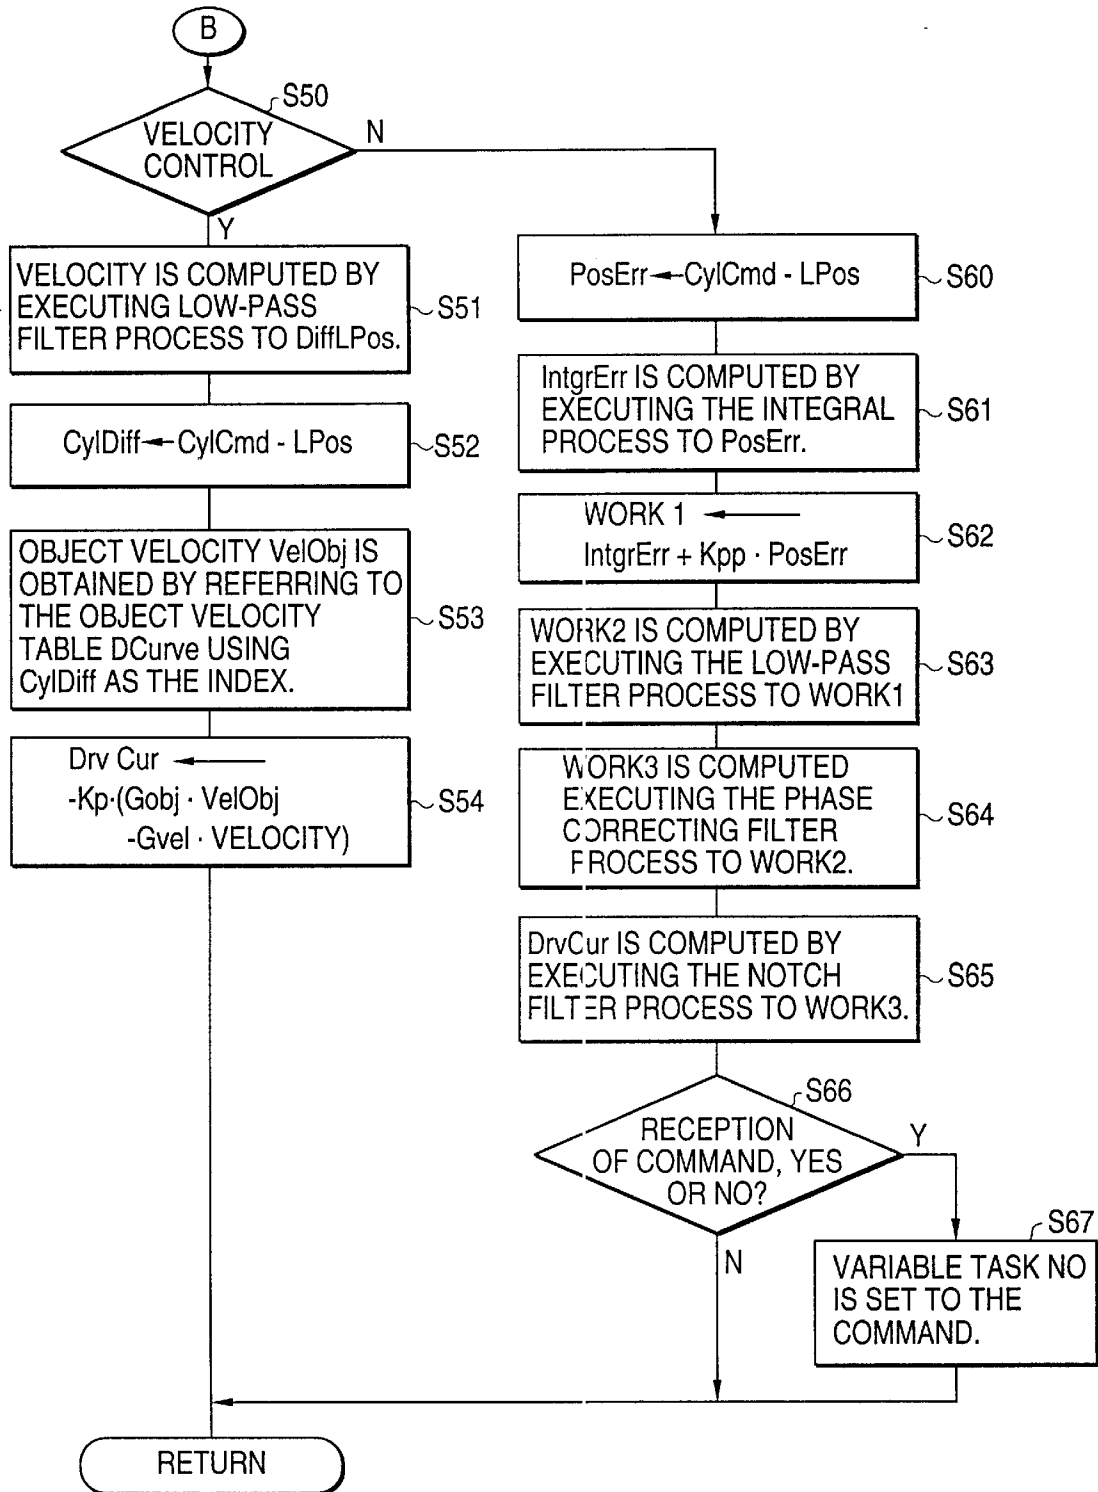 B
S50
VELOCITY
CONTROL
N
Y
VELOCITY IS COMPUTED BY
EXECUTING LOW-PASS
FILTER PROCESS TO DiffLPos.
S51
CylDiff←CylCmd - LPos
S52
OBJECT VELOCITY VelObj IS
OBTAINED BY REFERRING TO
THE OBJECT VELOCITY
TABLE DCurve USING
CylDiff AS THE INDEX.
S53
Drv Cur ←
-Kp·(Gobj · VelObj
-Gvel · VELOCITY)
S54
PosErr←CylCmd - LPos
S60
IntgrErr IS COMPUTED BY
EXECUTING THE INTEGRAL
PROCESS TO PosErr.
S61
WORK 1 ←
IntgrErr + Kpp · PosErr
S62
WORK2 IS COMPUTED BY
EXECUTING THE LOW-PASS
FILTER PROCESS TO WORK1
S63
WORK3 IS COMPUTED
EXECUTING THE PHASE
CORRECTING FILTER
PROCESS TO WORK2.
S64
DrvCur IS COMPUTED BY
EXECUTING THE NOTCH
FILTER PROCESS TO WORK3.
S65
S66
RECEPTION
OF COMMAND, YES
OR NO?
Y
N
S67
VARIABLE TASK NO
IS SET TO THE
COMMAND.
RETURN